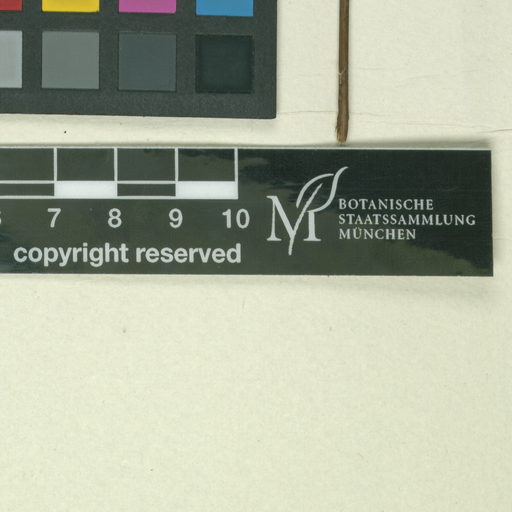 7 8 9 10
copyright reserved
BOTANISCHE
STAATSSAMMLUNG
MÜNCHEN